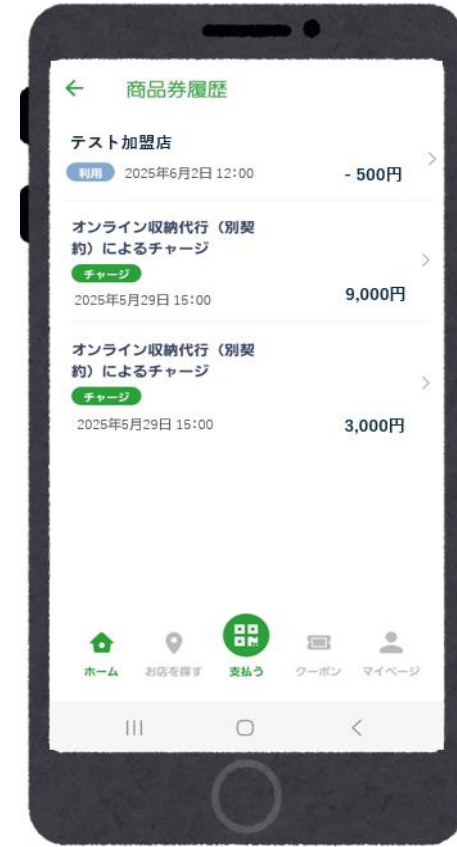 商品券履歴
テスト加盟店
利用 2025年6月2日 12:00 - 500円
オンライン収納代行（別契
約）によるチャージ
チャージ
2025年5月29日 15:00 9,000円
オンライン収納代行（別契
約）によるチャージ
チャージ
2025年5月29日 15:00 3,000円
ホーム お店を探す 支払う クーポン マイページ